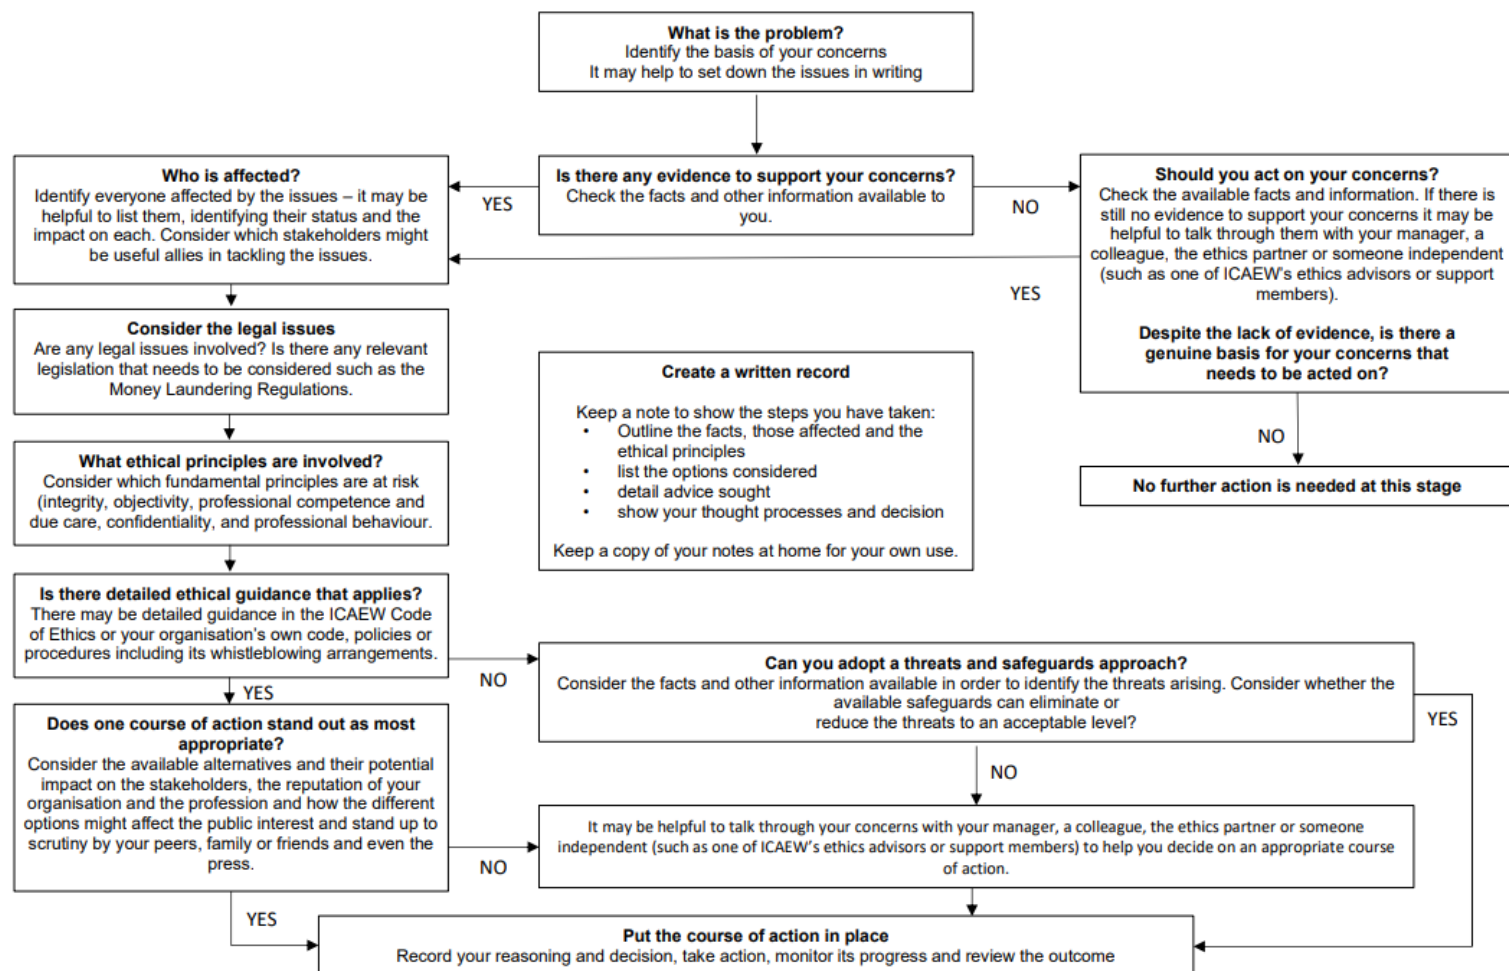 What is the problem?
Identify the basis of your concerns
It may help to set down the issues in writing
Is there any evidence to support your concerns?
Check the facts and other information available to
you.
YES
NO
Who is affected?
Identify everyone affected by the issues – it may be
helpful to list them, identifying their status and the
impact on each. Consider which stakeholders might
be useful allies in tackling the issues.
Should you act on your concerns?
Check the available facts and information. If there is
still no evidence to support your concerns it may be
helpful to talk through them with your manager, a
colleague, the ethics partner or someone independent
(such as one of ICAEW's ethics advisors or support
members).
Despite the lack of evidence, is there a
genuine basis for your concerns that
needs to be acted on?
YES
NO
No further action is needed at this stage
Consider the legal issues
Are any legal issues involved? Is there any relevant
legislation that needs to be considered such as the
Money Laundering Regulations.
What ethical principles are involved?
Consider which fundamental principles are at risk
(integrity, objectivity, professional competence and
due care, confidentiality, and professional behaviour.
Create a written record
Keep a note to show the steps you have taken:
• Outline the facts, those affected and the
ethical principles
• list the options considered
• detail advice sought
• show your thought processes and decision
Keep a copy of your notes at home for your own use.
Is there detailed ethical guidance that applies?
There may be detailed guidance in the ICAEW Code
of Ethics or your organisation's own code, policies or
procedures including its whistleblowing arrangements.
NO
YES
Can you adopt a threats and safeguards approach?
Consider the facts and other information available in order to identify the threats arising. Consider whether the
available safeguards can eliminate or
reduce the threats to an acceptable level?
YES
NO
Does one course of action stand out as most
appropriate?
Consider the available alternatives and their potential
impact on the stakeholders, the reputation of your
organisation and the profession and how the different
options might affect the public interest and stand up to
scrutiny by your peers, family or friends and even the
press.
NO
YES
It may be helpful to talk through your concerns with your manager, a colleague, the ethics partner or someone
independent (such as one of ICAEW's ethics advisors or support members) to help you decide on an appropriate course
of action.
Put the course of action in place
Record your reasoning and decision, take action, monitor its progress and review the outcome